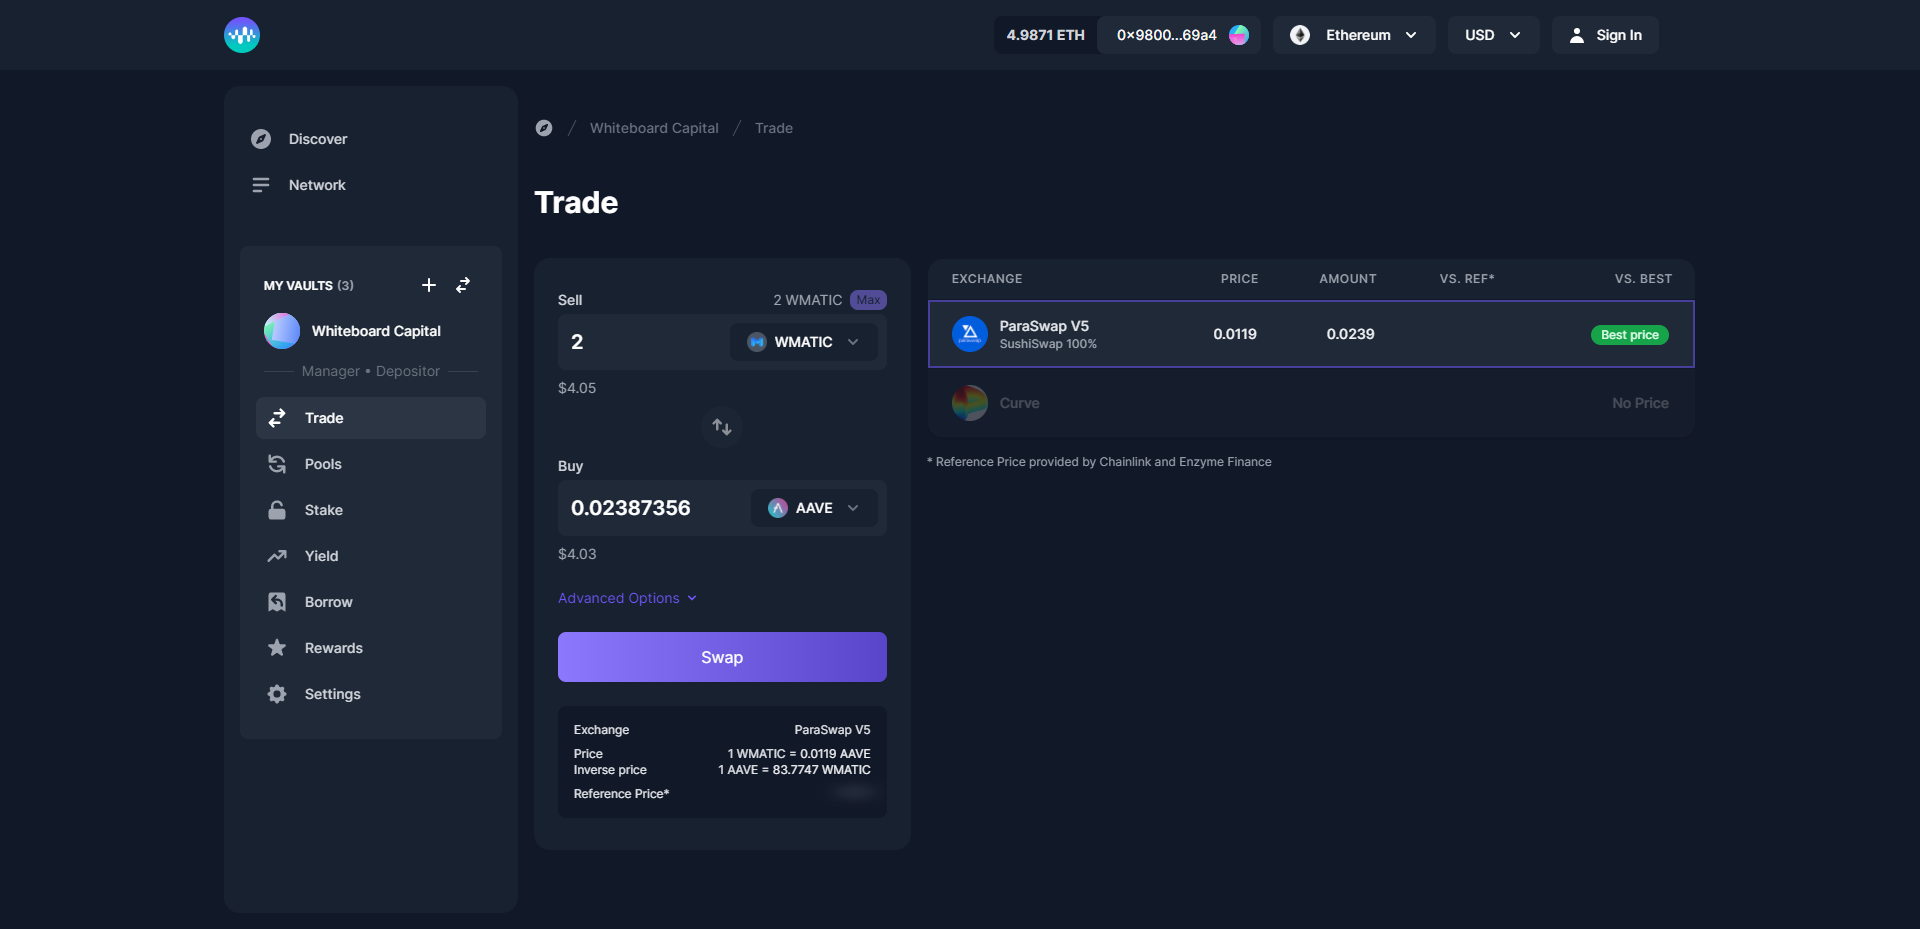 4.9871 ETH
0×9800...69a4
Ethereum
USD
Sign In
Discover
Network
MY VAULTS (3)
Whiteboard Capital
Manager • Depositor
Trade
Pools
Stake
Yield
Borrow
Rewards
Settings
/ Whiteboard Capital / Trade
Trade
Sell
2 WMATIC Max
2
WMATIC
$4.05
Buy
0.02387356
AAVE
$4.03
Advanced Options
Swap
Exchange ParaSwap V5
Price 1 WMATIC = 0.0119 AAVE
Inverse price 1 AAVE = 83.7747 WMATIC
Reference Price*
EXCHANGE PRICE AMOUNT VS. REF* VS. BEST
ParaSwap V5
SushiSwap 100%
0.0119 0.0239 Best price
Curve No Price
* Reference Price provided by Chainlink and Enzyme Finance